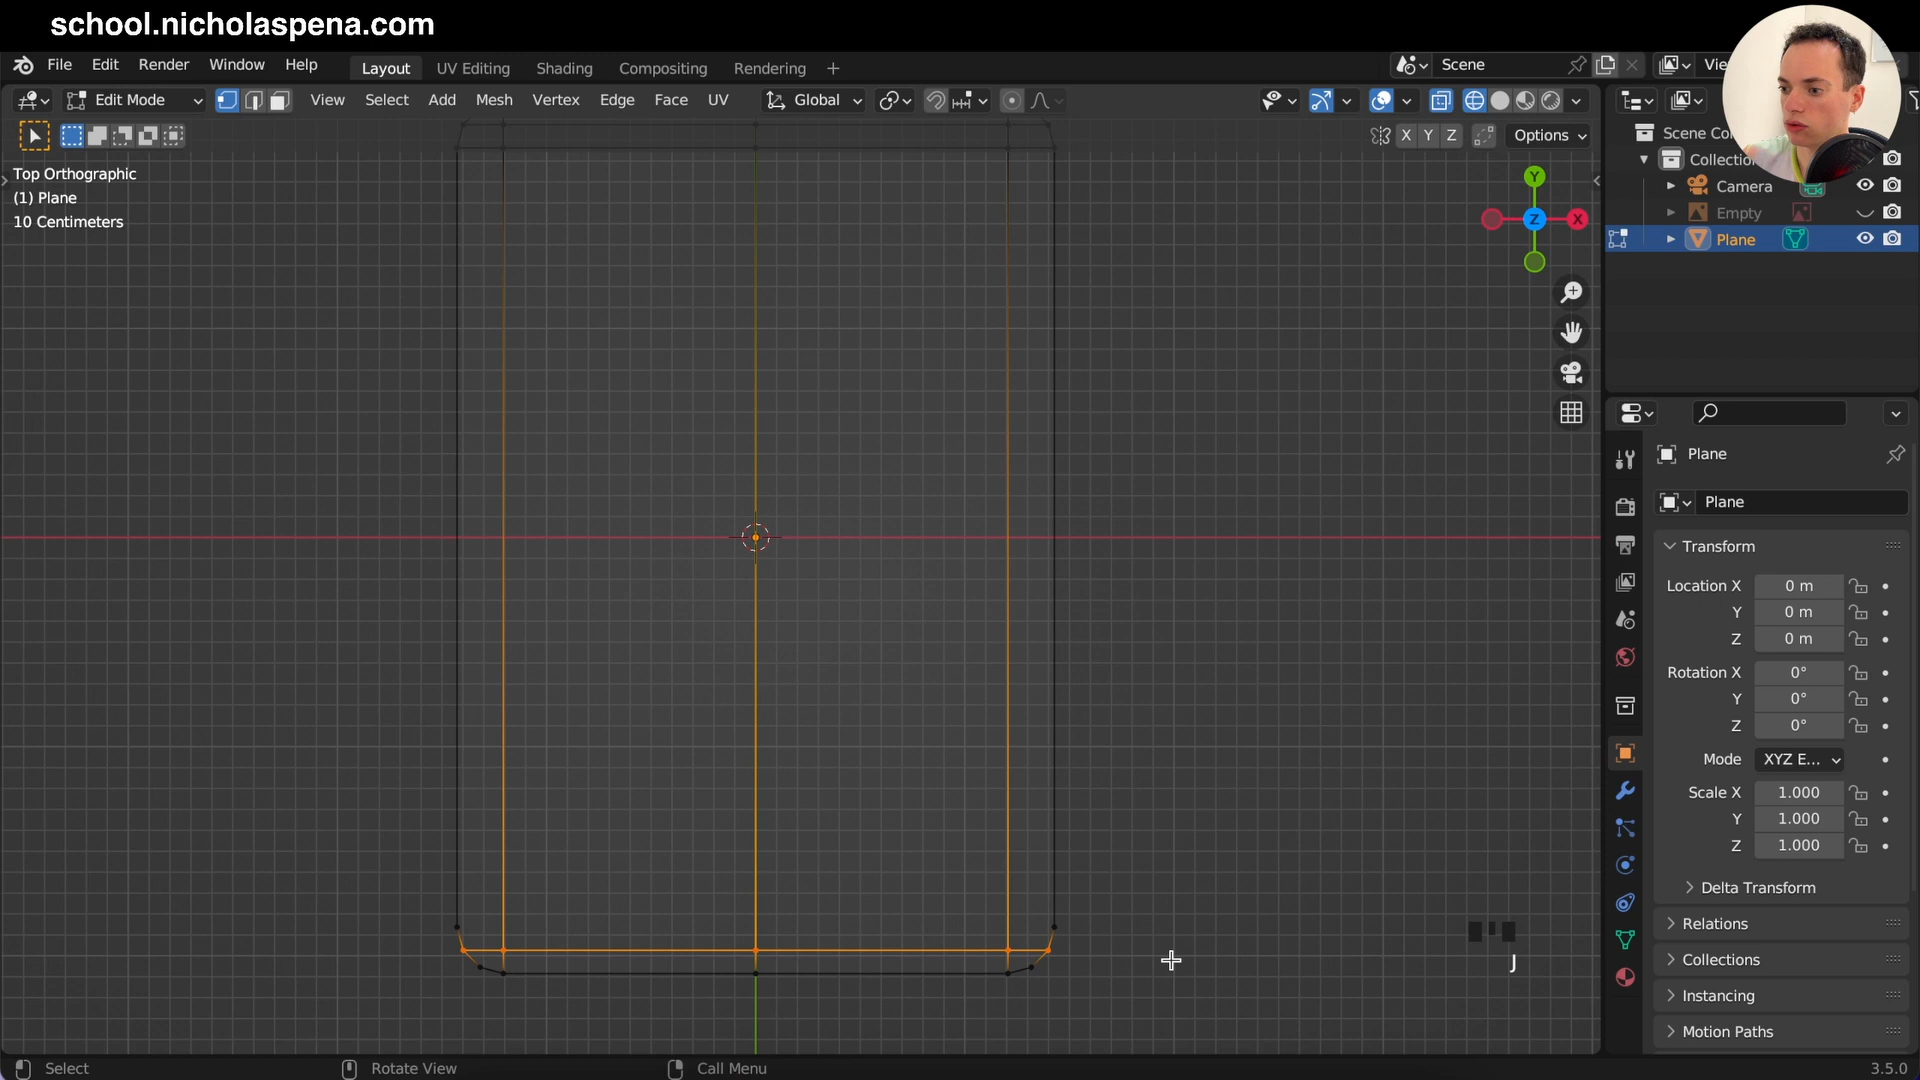 school.nicholaspena.com
File Edit Render Window Help Layout UV Editing Shading Compositing Rendering + Scene
Edit Mode View Select Add Mesh Vertex Edge Face UV Global
X Y Z Options
Top Orthographic
(1) Plane
10 Centimeters
Y
Z X
J
Camera
Empty
Plane
Plane
Plane
Transform
Location X 0 m
Y 0 m
Z 0 m
Rotation X 0°
Y 0°
Z 0°
Mode XYZ E...
Scale X 1.000
Y 1.000
Z 1.000
Delta Transform
Relations
Collections
Instancing
Motion Paths
Select Rotate View Call Menu 3.5.0